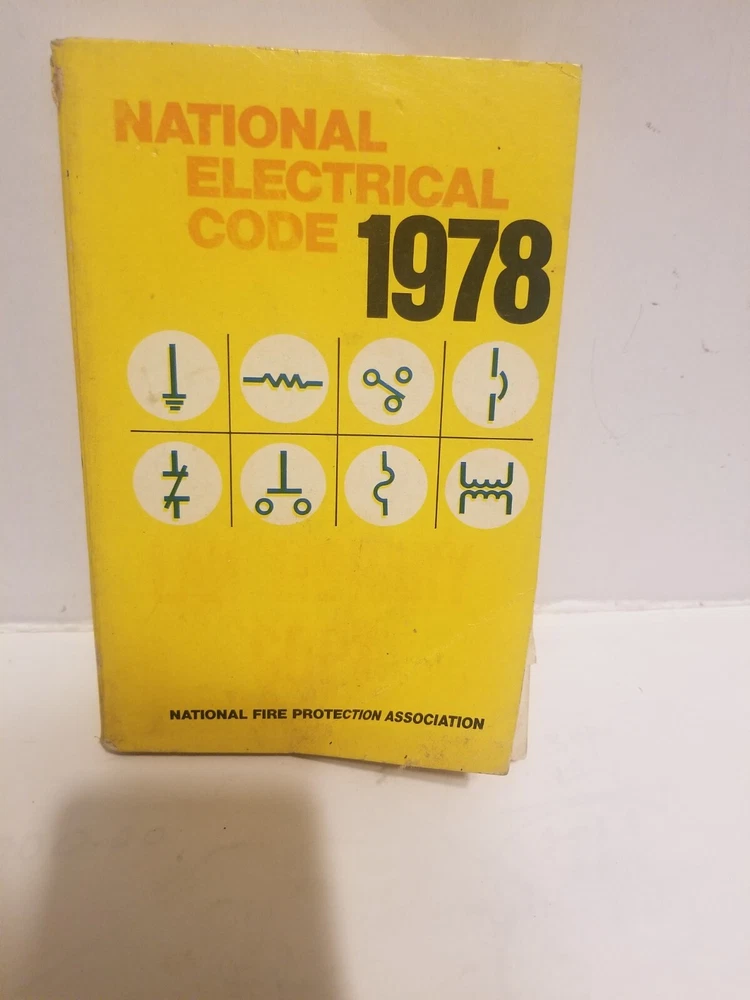 NATIONAL
ELECTRICAL
CODE 1978
NATIONAL FIRE PROTECTION ASSOCIATION